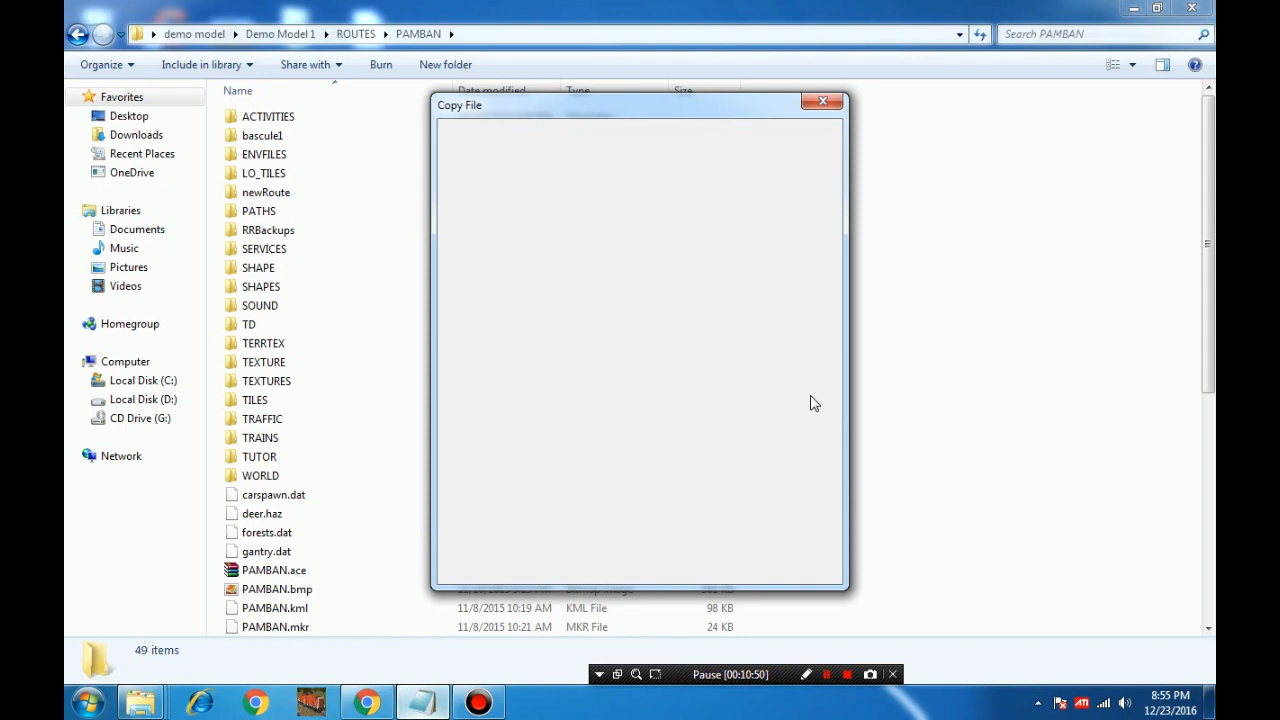 demo model Demo Model 1 ROUTES PAMBAN Search PAMBAN
Organize Include in library Share with Burn New folder
Name Date modified Type Size
Favorites
Desktop
Downloads
Recent Places
OneDrive
Libraries
Documents
Music
Pictures
Videos
Homegroup
Computer
Local Disk (C:)
Local Disk (D:)
CD Drive (G:)
Network
ACTIVITIES
bascule1
ENVFILES
LO_TILES
newRoute
PATHS
RRBackups
SERVICES
SHAPE
SHAPES
SOUND
TD
TERRTEX
TEXTURE
TEXTURES
TILES
TRAFFIC
TRAINS
TUTOR
WORLD
carspawn.dat
deer.haz
forests.dat
gantry.dat
PAMBAN.ace
PAMBAN.bmp
PAMBAN.kml 11/8/2015 10:19 AM KML File 98 KB
PAMBAN.mkr 11/8/2015 10:21 AM MKR File 24 KB
Copy File
49 items
Pause [00:10:50]
ATI
8:55 PM
12/23/2016